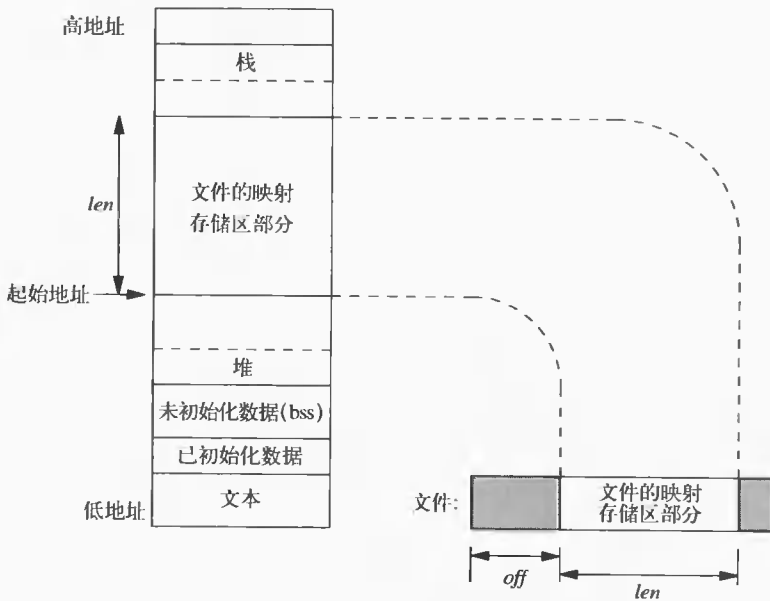 高地址
栈
len
文件的映射
存储区部分
起始地址
堆
未初始化数据(bss)
已初始化数据
文本
低地址
文件:
文件的映射
存储区部分
off
len